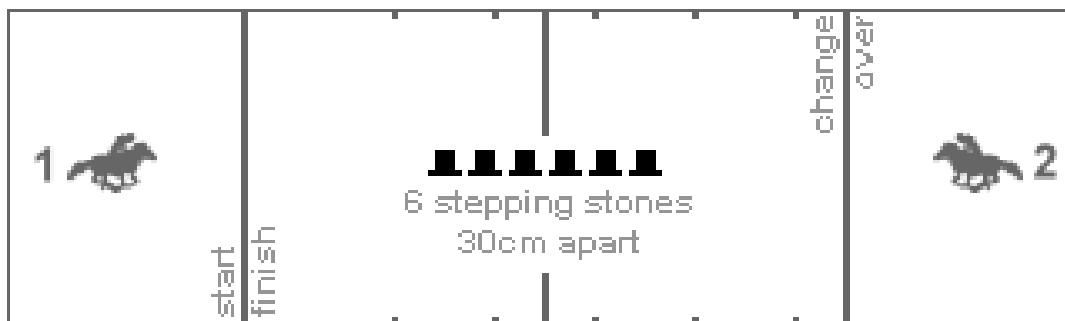 1
start
finish
6 stepping stones
30cm apart
change
over
2